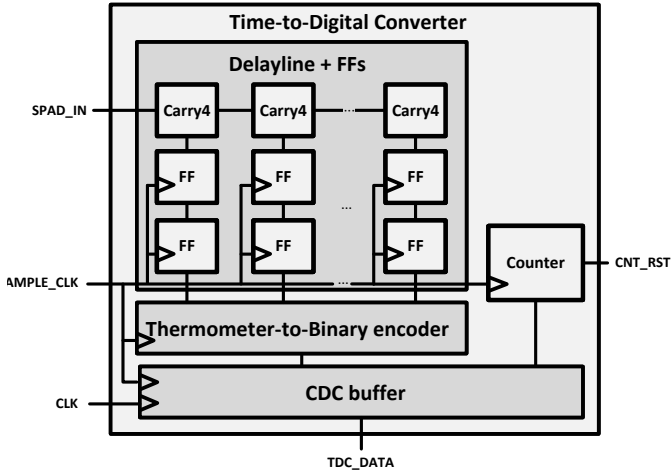 Time-to-Digital Converter
Delayline + FFs
SPAD_IN
Carry4 Carry4 ... Carry4
FF FF FF
...
FF FF FF
AMPLE_CLK
...
Counter
CNT_RST
Thermometer-to-Binary encoder
CDC buffer
CLK
TDC_DATA